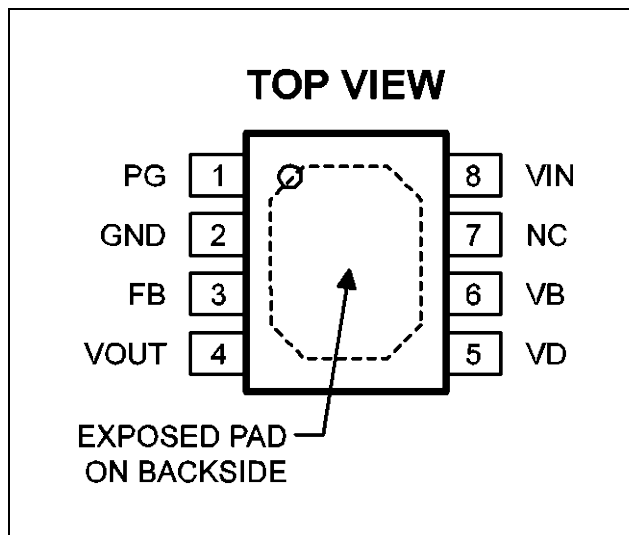 TOP VIEW
PG 1 8 VIN
GND 2 7 NC
FB 3 6 VB
VOUT 4 5 VD
EXPOSED PAD
ON BACKSIDE